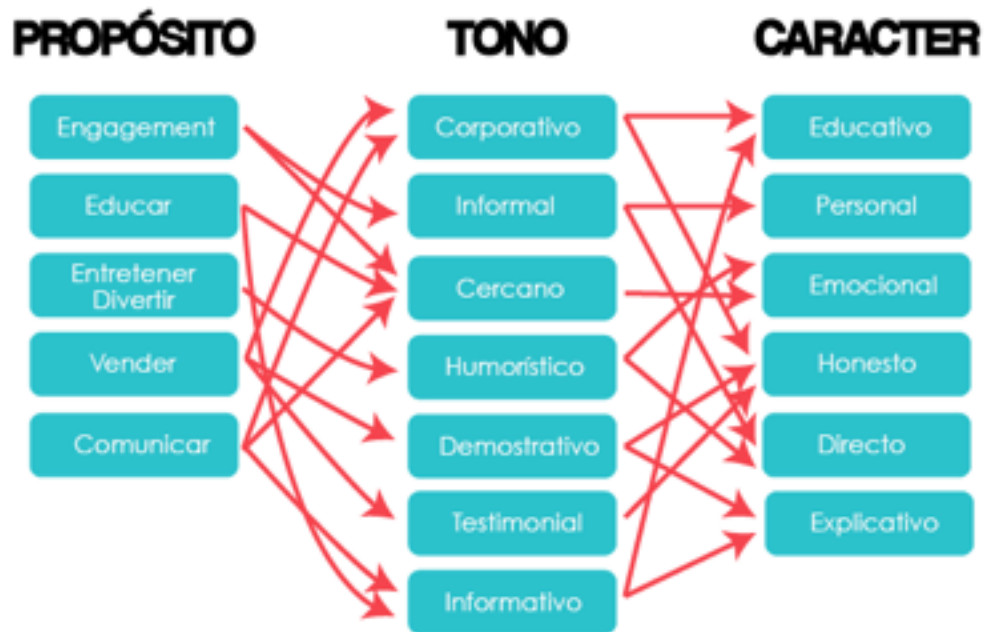 PROPÓSITO
Engagement
Educar
Entretener
Divertir
Vender
Comunicar
TONO
Corporativo
Informal
Cercano
Humorístico
Demostrativo
Testimonial
Informativo
CARACTER
Educativo
Personal
Emocional
Honesto
Directo
Explicativo